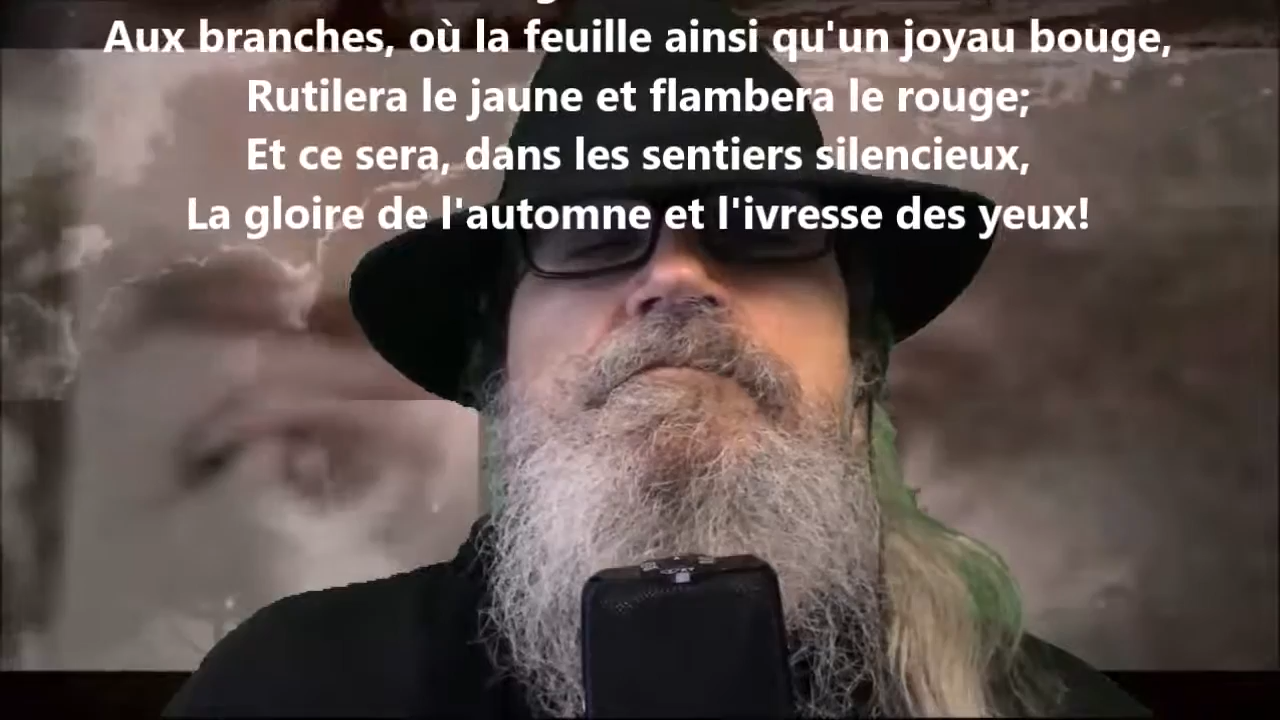 Aux branches, où la feuille ainsi qu'un joyau bouge,
Rutilera le jaune et flambera le rouge;
Et ce sera, dans les sentiers silencieux,
La gloire de l'automne et l'ivresse des yeux!